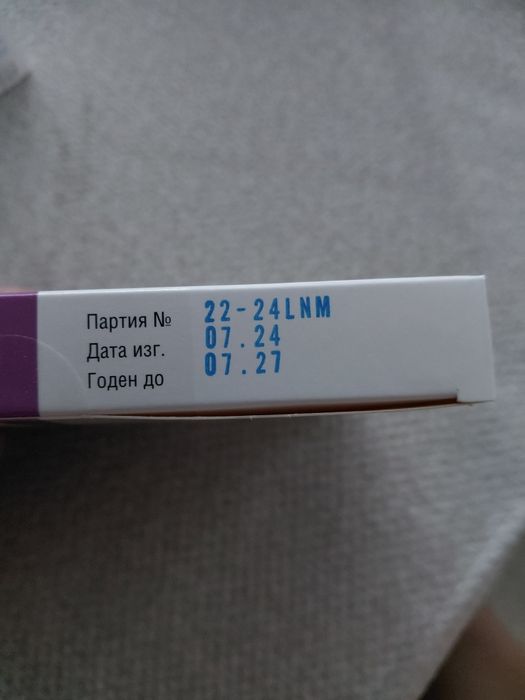 Партия № 22-24LNM
Дата изг. 07.24
Годен до 07.27